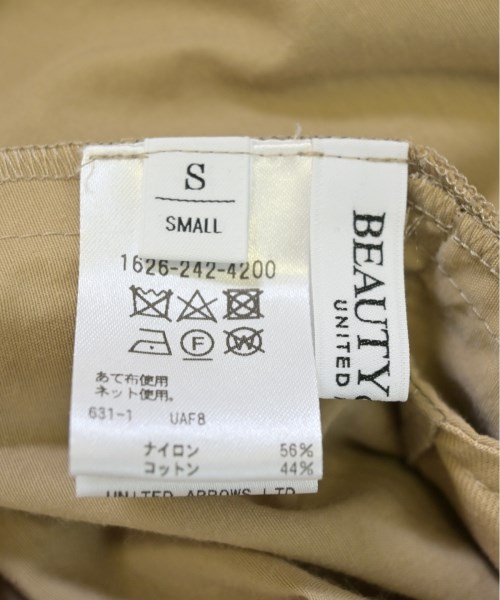 S
SMALL
1626-242-4200
F
W
あて布使用
ネット使用。
631-1 UAF8
ナイロン 56%
コットン 44%
UNITED ARROWS LTD
BEAUTY
UNITED